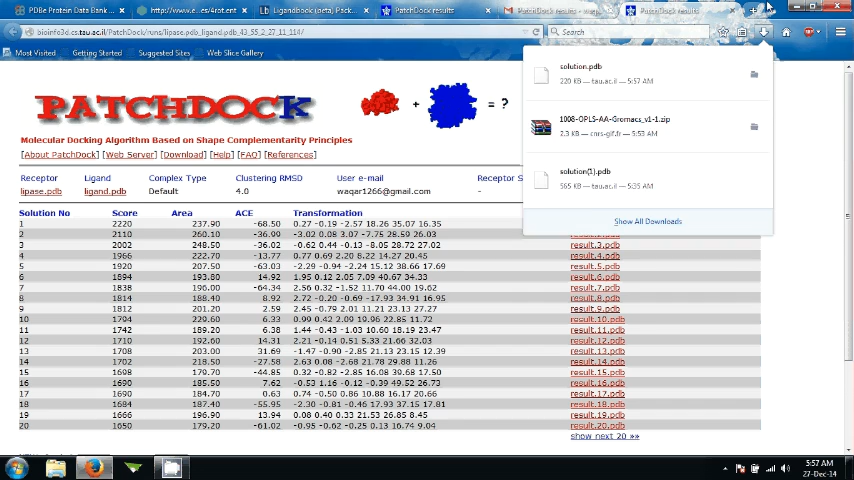 PDBe Protein Data Bank ...
http://www.e...es/4rot.ent
Ligandbook (beta) Pack...
PatchDock results
PatchDock results -
PatchDock results
bioinfo3d.cs.tau.ac.il/PatchDock/runs/lipase.pdb_ligand.pdb_43_55_2_27_11_114/
Search
Most Visited
Getting Started
Suggested Sites
Web Slice Gallery
solution.pdb
220 KB — tau.ac.il — 5:57 AM
1008-OPLS-AA-Gromacs_v1-1.zip
2.3 KB — cnrs-gif.fr — 5:53 AM
solution(1).pdb
565 KB — tau.ac.il — 5:35 AM
Show All Downloads
PATCHDOCK
+ = ?
Molecular Docking Algorithm Based on Shape Complementarity Principles
[About PatchDock] [Web Server] [Download] [Help] [FAQ] [References]
Receptor Ligand Complex Type Clustering RMSD User e-mail Receptor S
lipase.pdb ligand.pdb Default 4.0 waqar1266@gmail.com -
Solution No Score Area ACE Transformation
1 2220 237.90 -68.50 0.27 -0.19 -2.57 18.26 35.07 16.35
2 2110 260.10 -36.99 -3.02 0.08 3.07 -7.75 28.59 26.03
3 2002 248.50 -36.02 -0.62 0.44 -0.13 -8.05 28.72 27.02 result.3.pdb
4 1966 222.70 -13.77 0.77 0.69 2.20 8.22 14.27 20.45 result.4.pdb
5 1920 207.50 -63.03 -2.29 -0.94 -2.24 15.12 38.66 17.69 result.5.pdb
6 1894 193.80 14.92 1.95 0.12 2.05 7.09 40.67 34.33 result.6.pdb
7 1838 196.00 -64.34 2.56 0.32 -1.52 11.70 44.00 19.62 result.7.pdb
8 1814 188.40 8.92 2.72 -0.20 -0.69 -17.93 34.91 16.95 result.8.pdb
9 1812 201.20 2.59 2.45 -0.79 2.01 11.21 23.13 27.27 result.9.pdb
10 1794 229.60 6.33 0.99 0.42 2.09 19.96 22.85 11.72 result.10.pdb
11 1742 189.20 6.38 1.44 -0.43 -1.03 10.60 18.19 23.47 result.11.pdb
12 1710 192.60 14.31 2.21 -0.14 0.51 5.33 21.66 32.03 result.12.pdb
13 1708 203.00 31.69 -1.47 -0.90 -2.85 21.13 23.15 12.39 result.13.pdb
14 1702 218.50 -27.58 2.63 0.08 -2.68 21.78 29.88 11.26 result.14.pdb
15 1698 179.70 -44.85 0.32 -0.82 -2.85 16.08 39.68 17.50 result.15.pdb
16 1690 185.50 7.62 -0.53 1.16 -0.12 -0.39 49.52 26.73 result.16.pdb
17 1690 184.70 0.63 0.74 -0.50 0.86 10.88 16.17 20.66 result.17.pdb
18 1684 187.40 -55.95 -2.30 -0.81 -0.46 17.93 37.15 17.81 result.18.pdb
19 1666 196.90 13.94 0.08 0.40 0.33 21.53 26.85 8.45 result.19.pdb
20 1650 179.20 -61.02 -0.95 -0.62 -0.25 0.13 16.74 9.04 result.20.pdb
show next 20 »»
5:57 AM
27-Dec-14